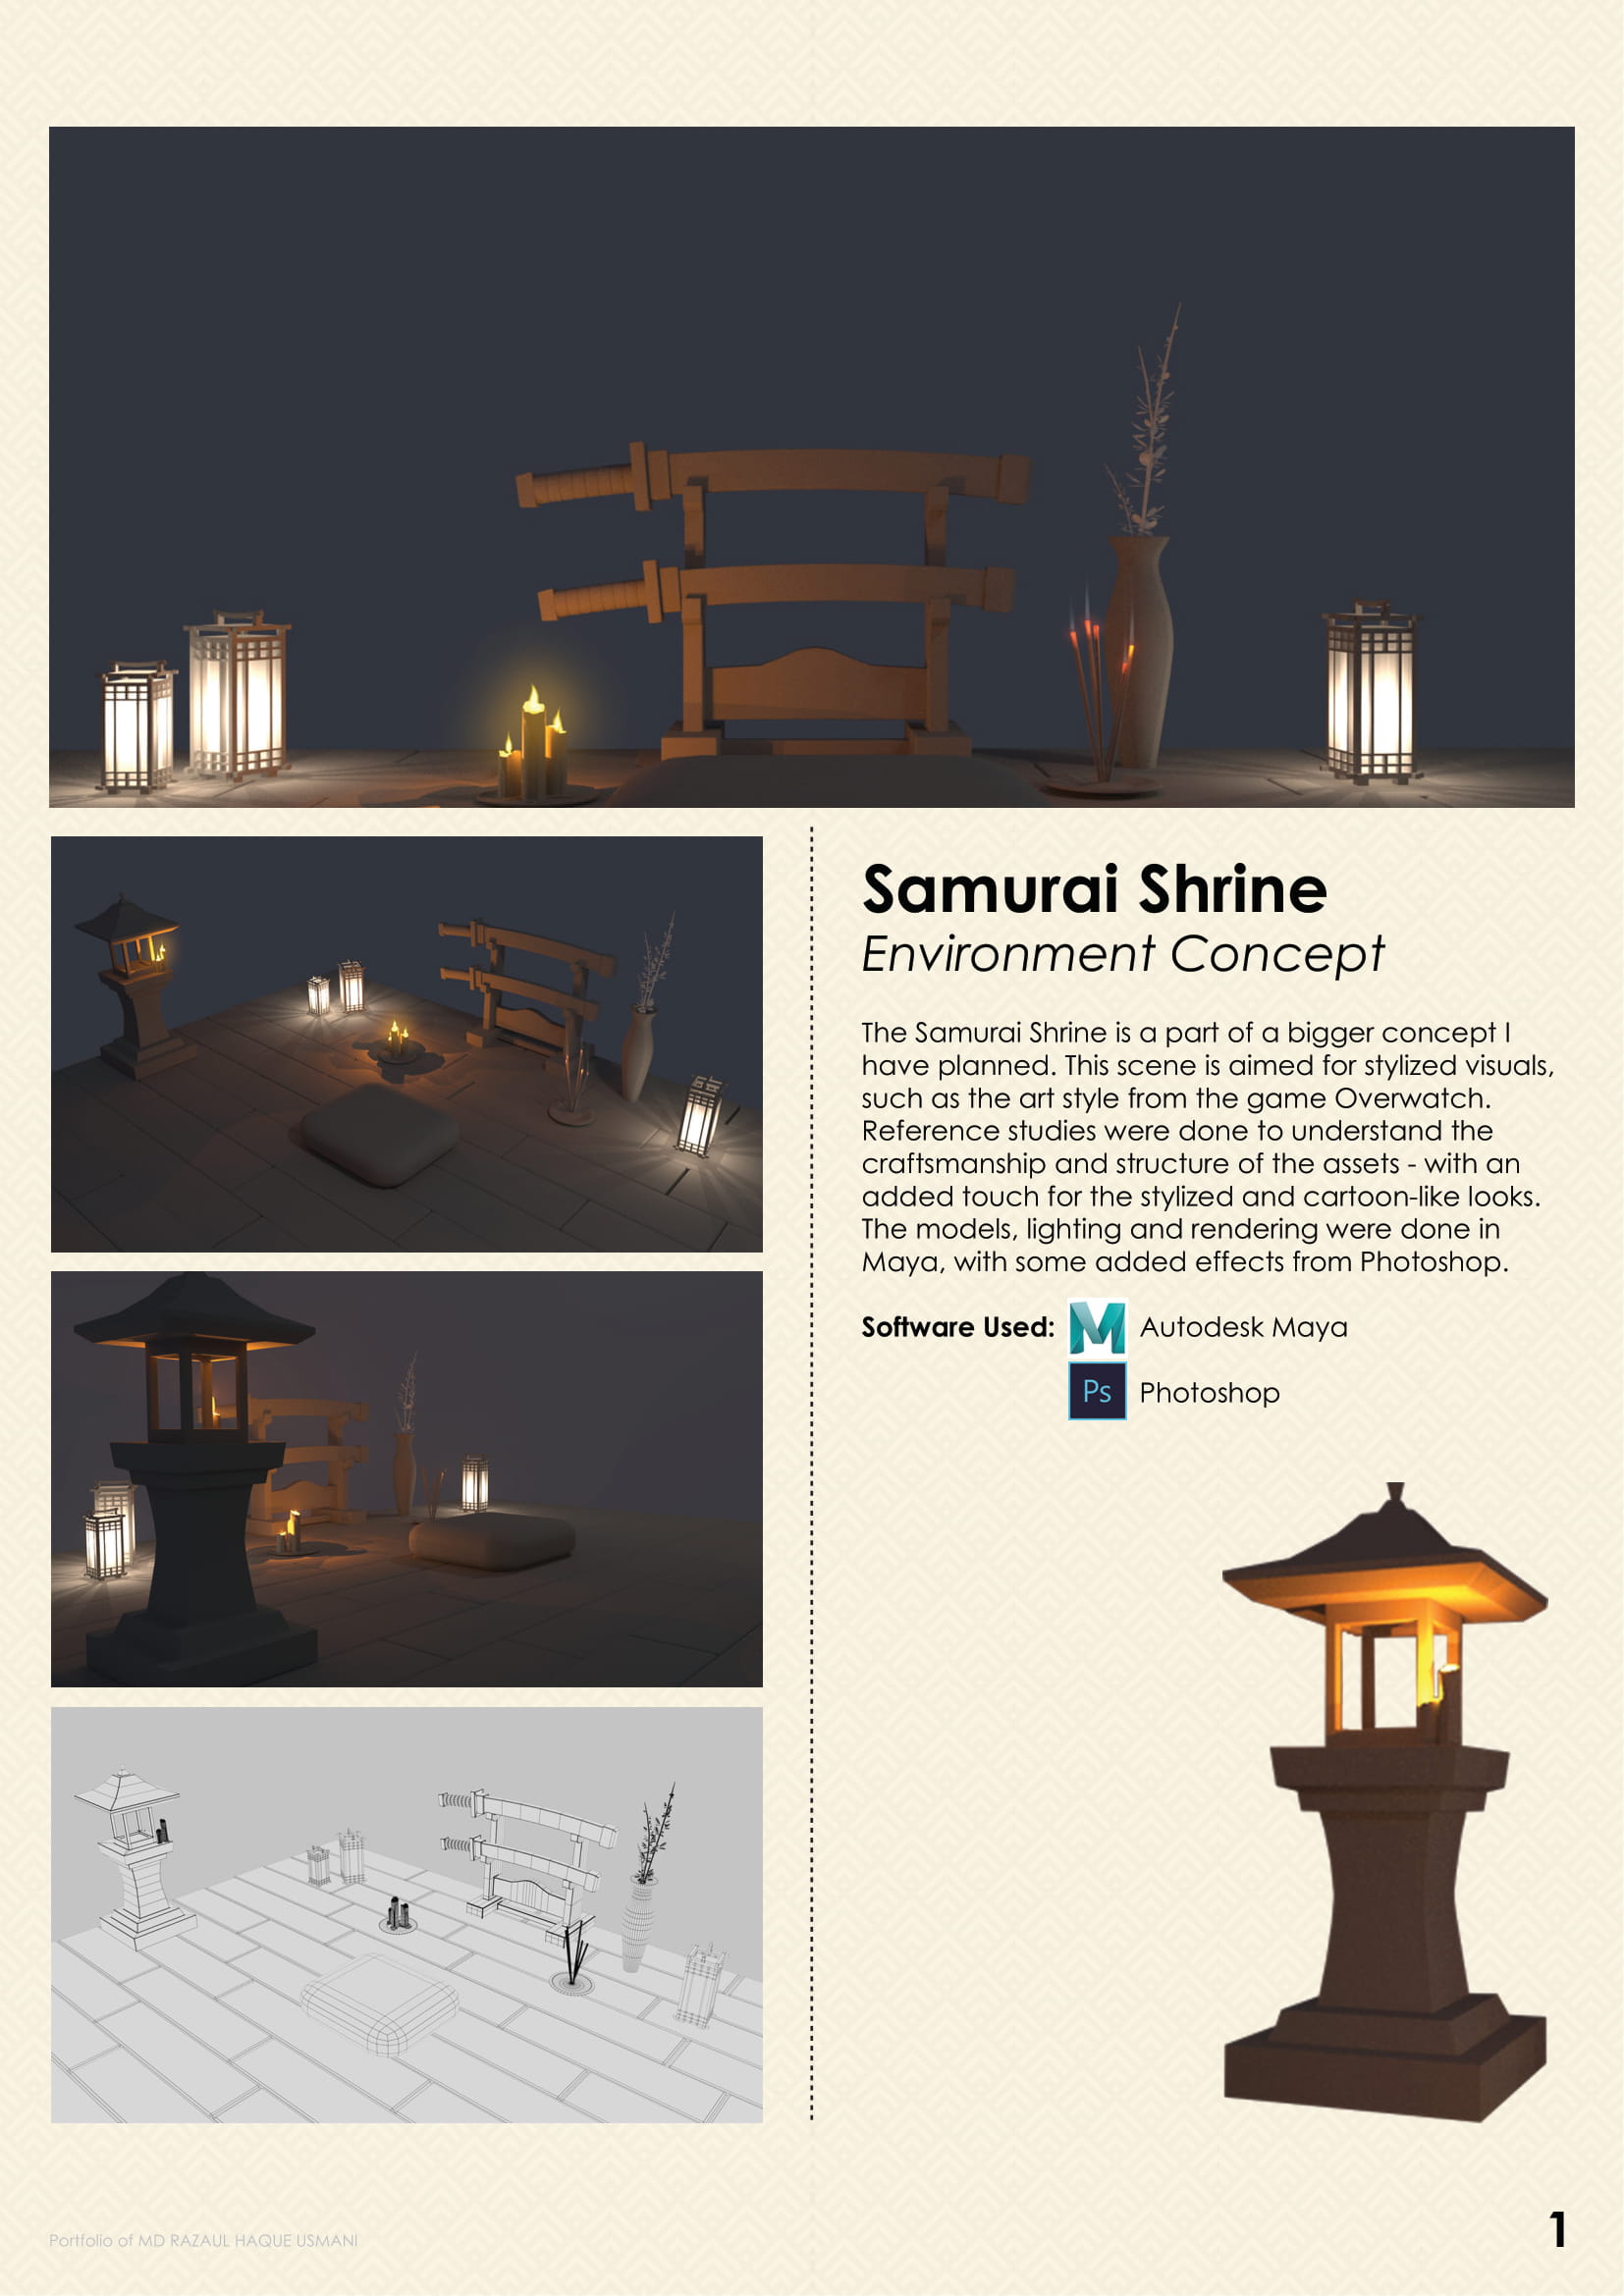 Samurai Shrine
Environment Concept
The Samurai Shrine is a part of a bigger concept I
have planned. This scene is aimed for stylized visuals,
such as the art style from the game Overwatch.
Reference studies were done to understand the
craftsmanship and structure of the assets - with an
added touch for the stylized and cartoon-like looks.
The models, lighting and rendering were done in
Maya, with some added effects from Photoshop.
Software Used: M Autodesk Maya
Ps Photoshop
Portfolio of MD RAZAUL HAQUE USMANI
1